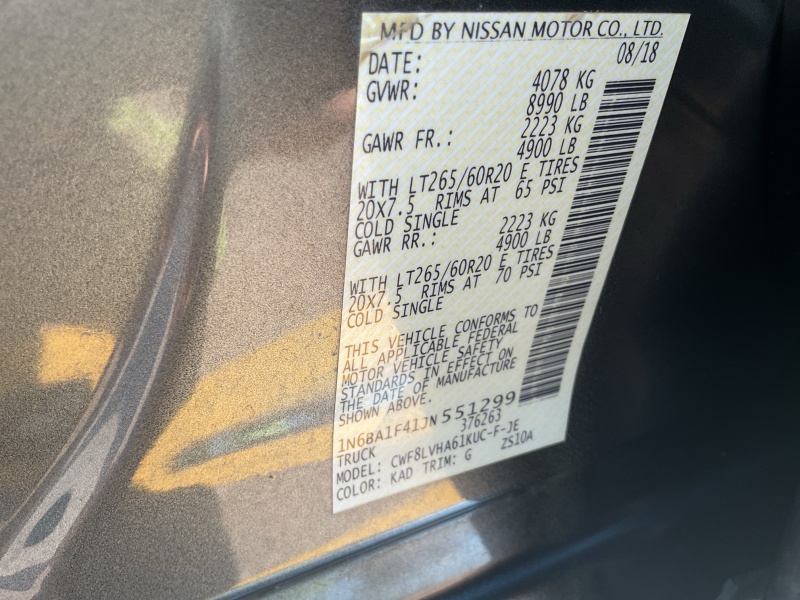 MFD BY NISSAN MOTOR CO., LTD.
DATE: 08/18
GVWR: 4078 KG
8990 LB
GAWR FR.: 2223 KG
4900 LB
WITH LT265/60R20 E TIRES
20X7.5 RIMS AT 65 PSI
COLD SINGLE
GAWR RR.: 2223 KG
4900 LB
WITH LT265/60R20 E TIRES
20X7.5 RIMS AT 70 PSI
COLD SINGLE
THIS VEHICLE CONFORMS TO
ALL APPLICABLE FEDERAL
MOTOR VEHICLE SAFETY
STANDARDS IN EFFECT ON
THE DATE OF MANUFACTURE
SHOWN ABOVE.
1N6BA1F41JN551299
TRUCK 376263
MODEL: CWF8LVHA61KUC-F-JE
COLOR: KAD TRIM: G ZS10A